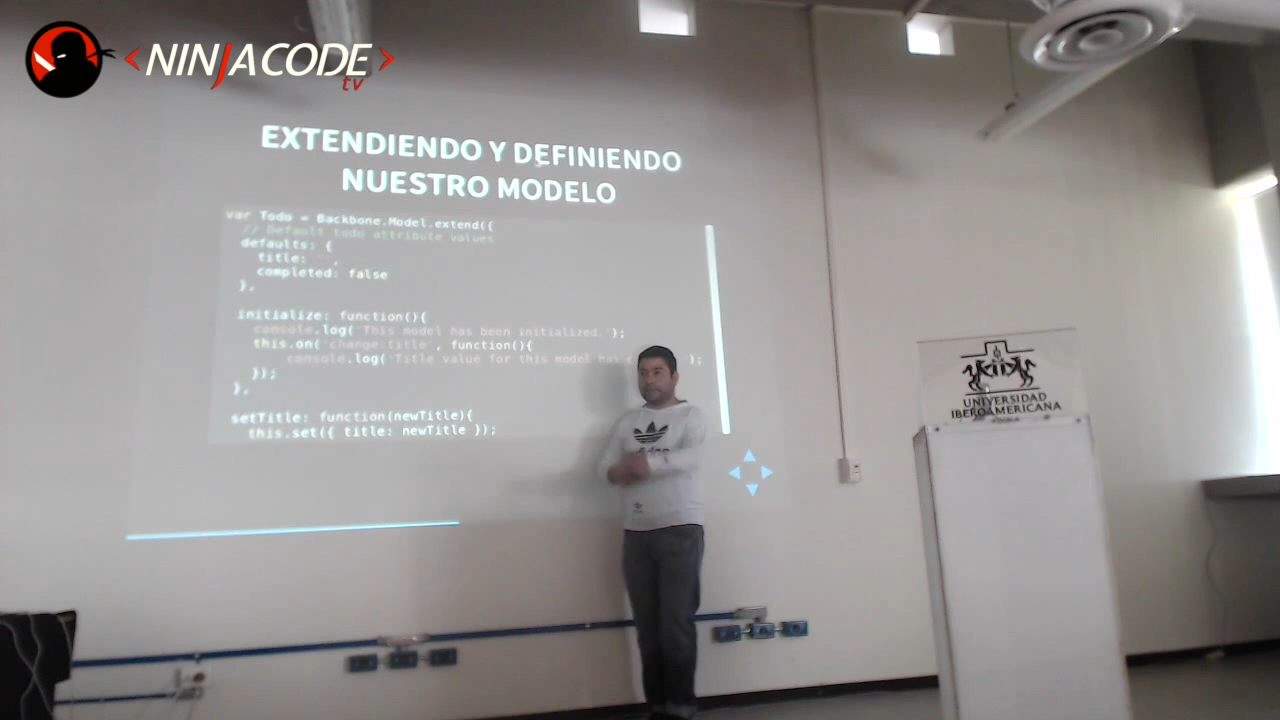 <NINJACODE>
tv
EXTENDIENDO Y DEFINIENDO
NUESTRO MODELO
var Todo = Backbone.Model.extend({
// Default todo attribute values
defaults: {
title: '',
completed: false
},
initialize: function(){
console.log('This model has been initialized.');
this.on('change:title', function(){
console.log('Title value for this model has );
});
},
setTitle: function(newTitle){
this.set({ title: newTitle });
adidas
UNIVERSIDAD
IBEROAMERICANA